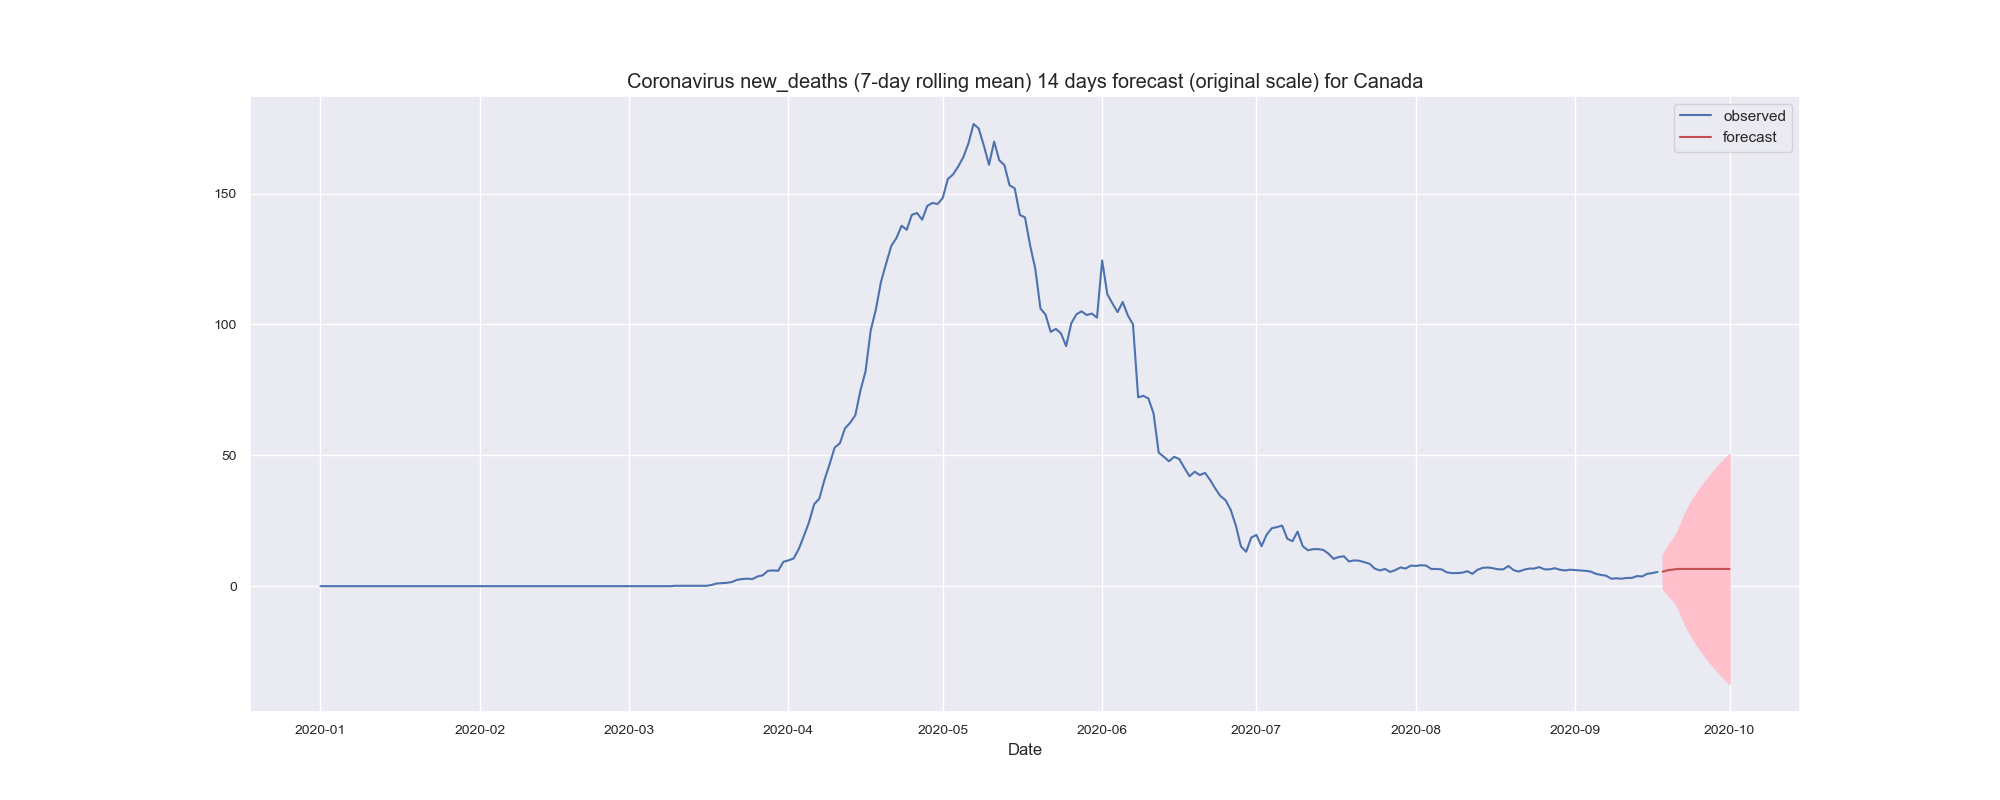 Coronavirus new_deaths (7-day rolling mean) 14 days forecast (original scale) for Canada
observed
forecast
150
100
50
0
2020-01 2020-02 2020-03 2020-04 2020-05 2020-06 2020-07 2020-08 2020-09 2020-10
Date